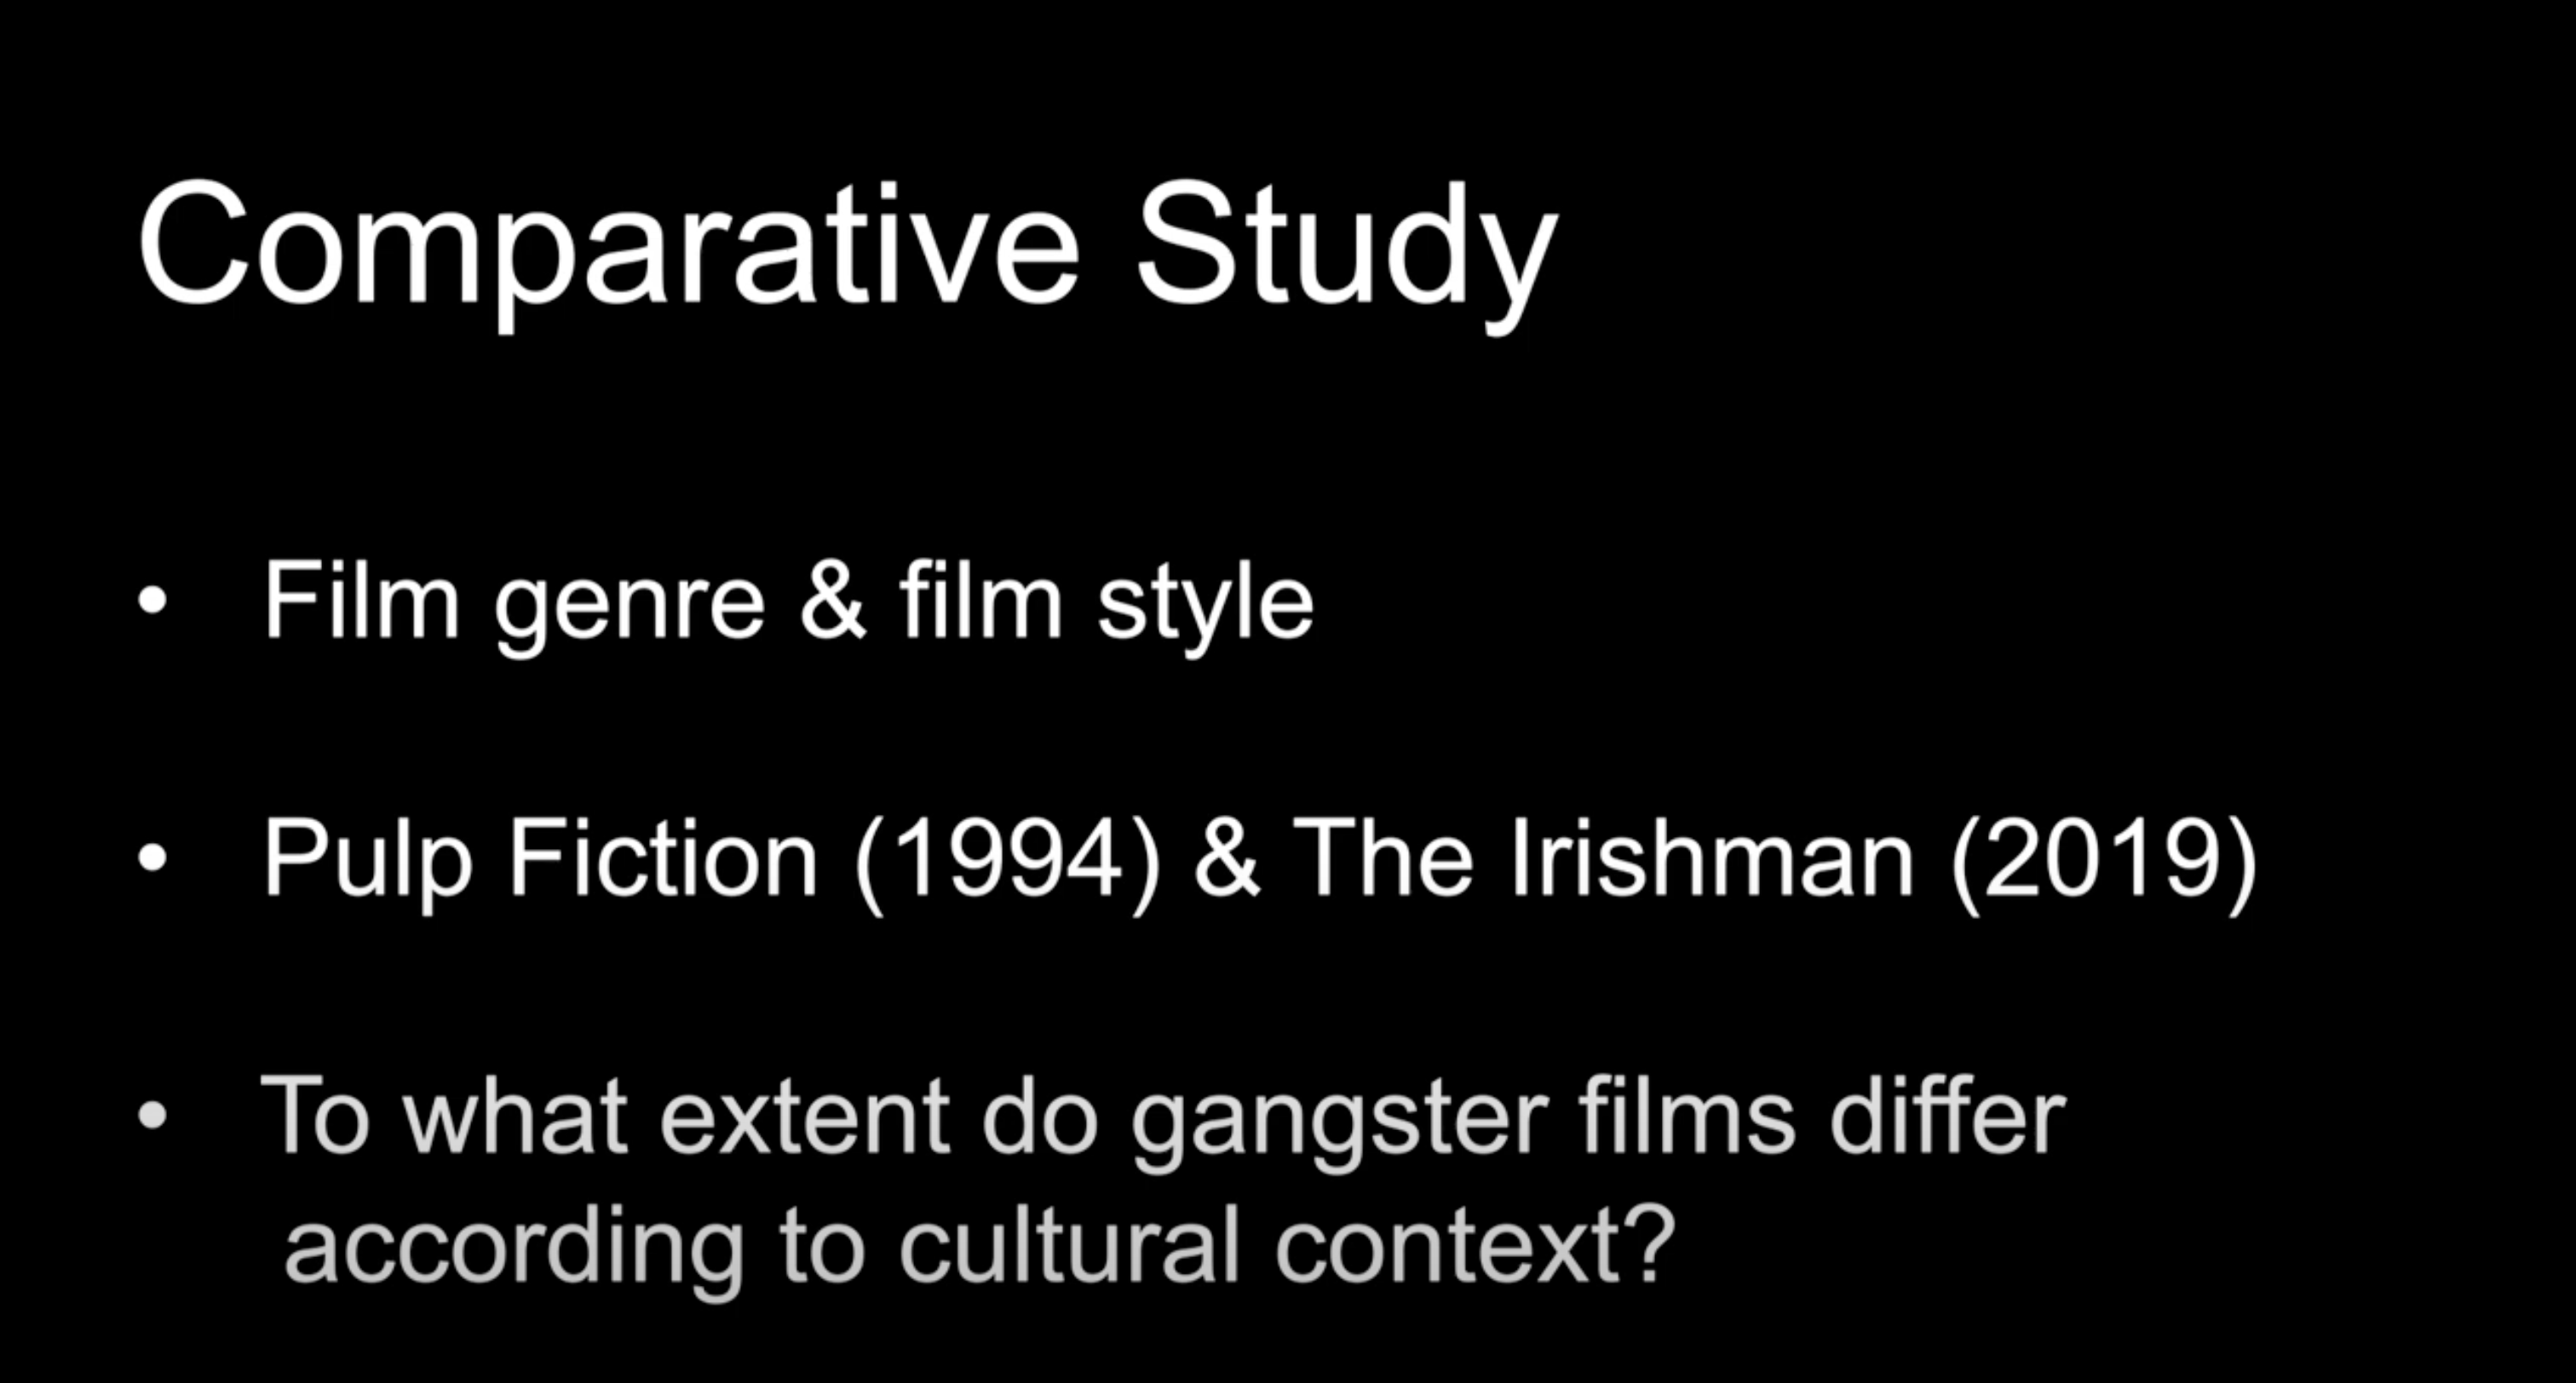 Comparative Study
• Film genre & film style
• Pulp Fiction (1994) & The Irishman (2019)
• To what extent do gangster films differ
according to cultural context?